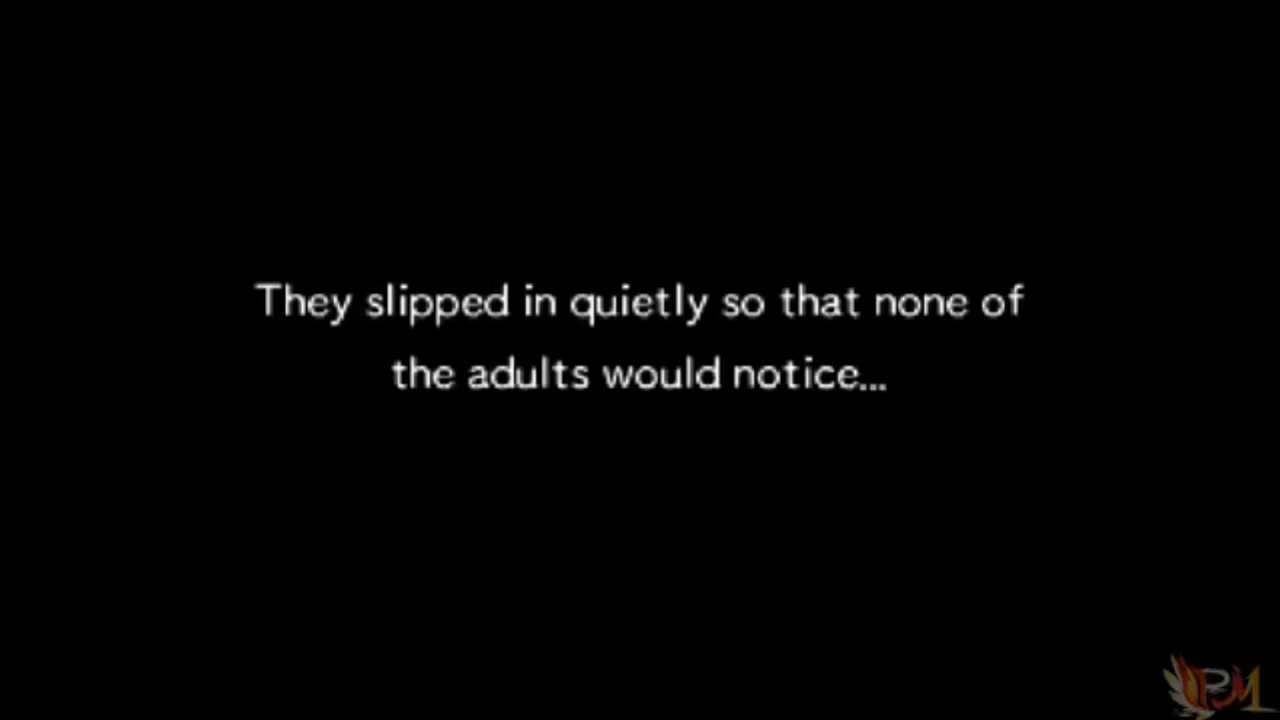 They slipped in quietly so that none of
the adults would notice...